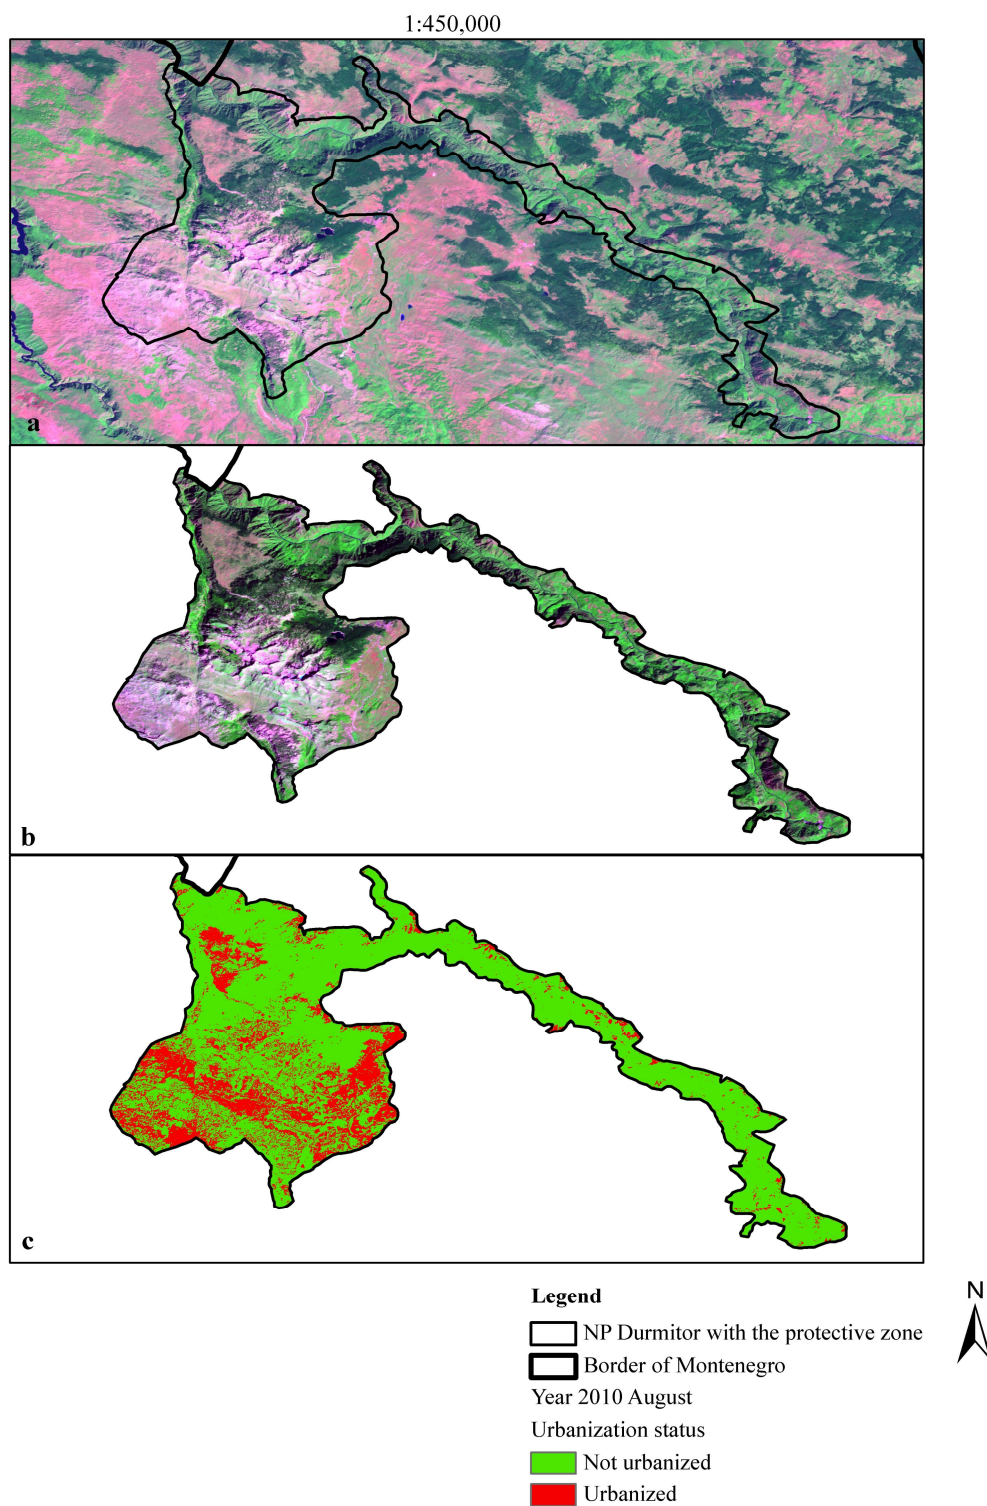 1:450,000
a
b
c
N
Legend
NP Durmitor with the protective zone
Border of Montenegro
Year 2010 August
Urbanization status
Not urbanized
Urbanized